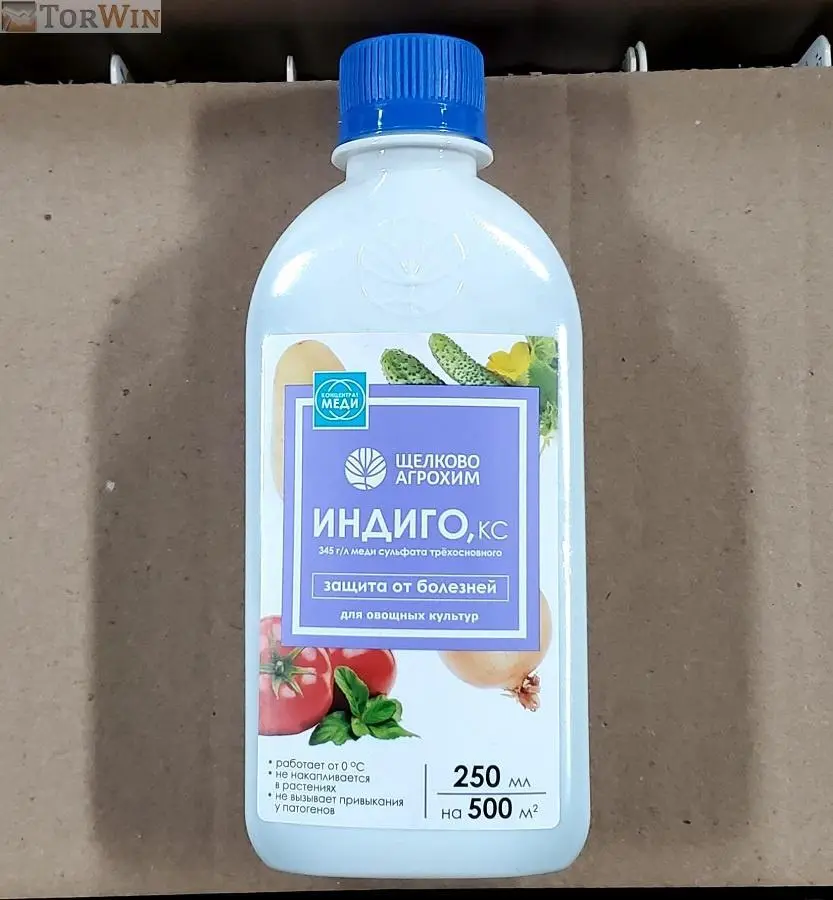 TorWin
КОНЦЕНТРАТ
МЕДИ
ЩЕЛКОВО
АГРОХИМ
ИНДИГО, КС
345 г/л меди сульфата трёхосновного
защита от болезней
для овощных культур
• работает от 0 °С
• не накапливается
в растениях
• не вызывает привыкания
у патогенов
250 мл
на 500 м²